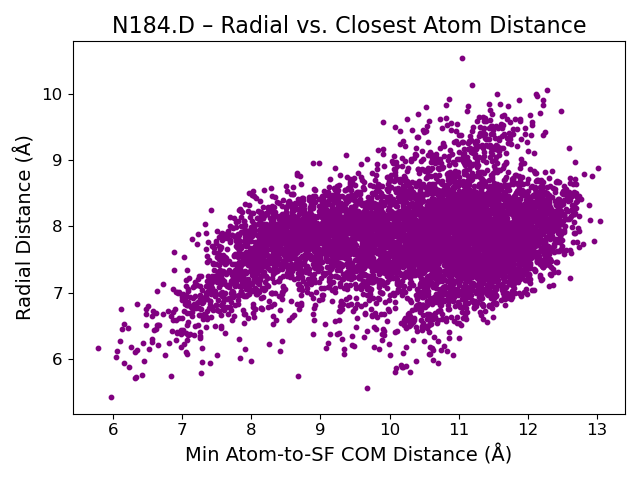 N184.D – Radial vs. Closest Atom Distance
Radial Distance (Å)
10
9
8
7
6
6 7 8 9 10 11 12 13
Min Atom-to-SF COM Distance (Å)